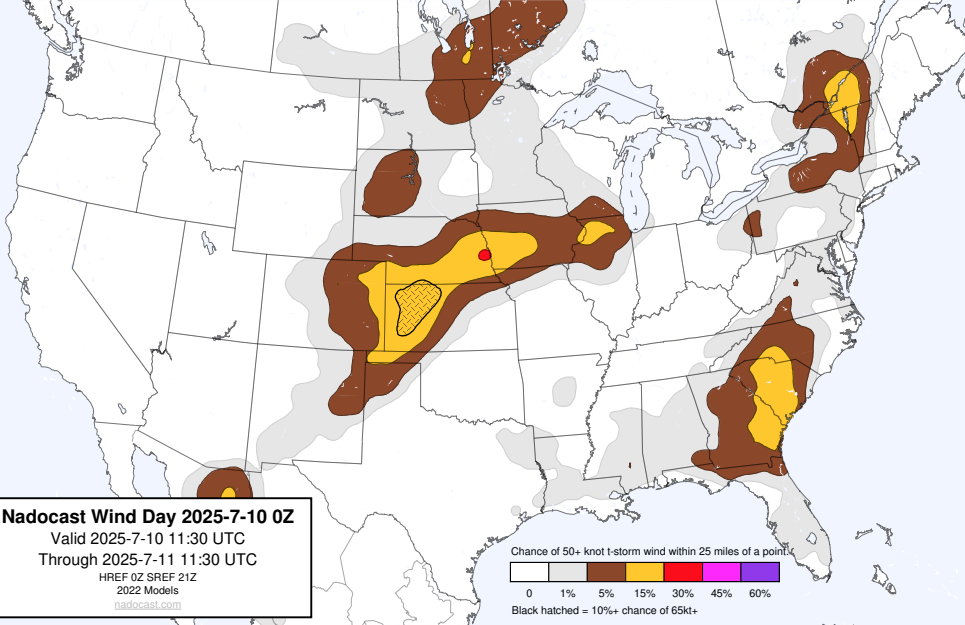 Nadocast Wind Day 2025-7-10 0Z
Valid 2025-7-10 11:30 UTC
Through 2025-7-11 11:30 UTC
HREF 0Z SREF 21Z
2022 Models
nadocast.com
Chance of 50+ knot t-storm wind within 25 miles of a point.
0 1% 5% 15% 30% 45% 60%
Black hatched = 10%+ chance of 65kt+